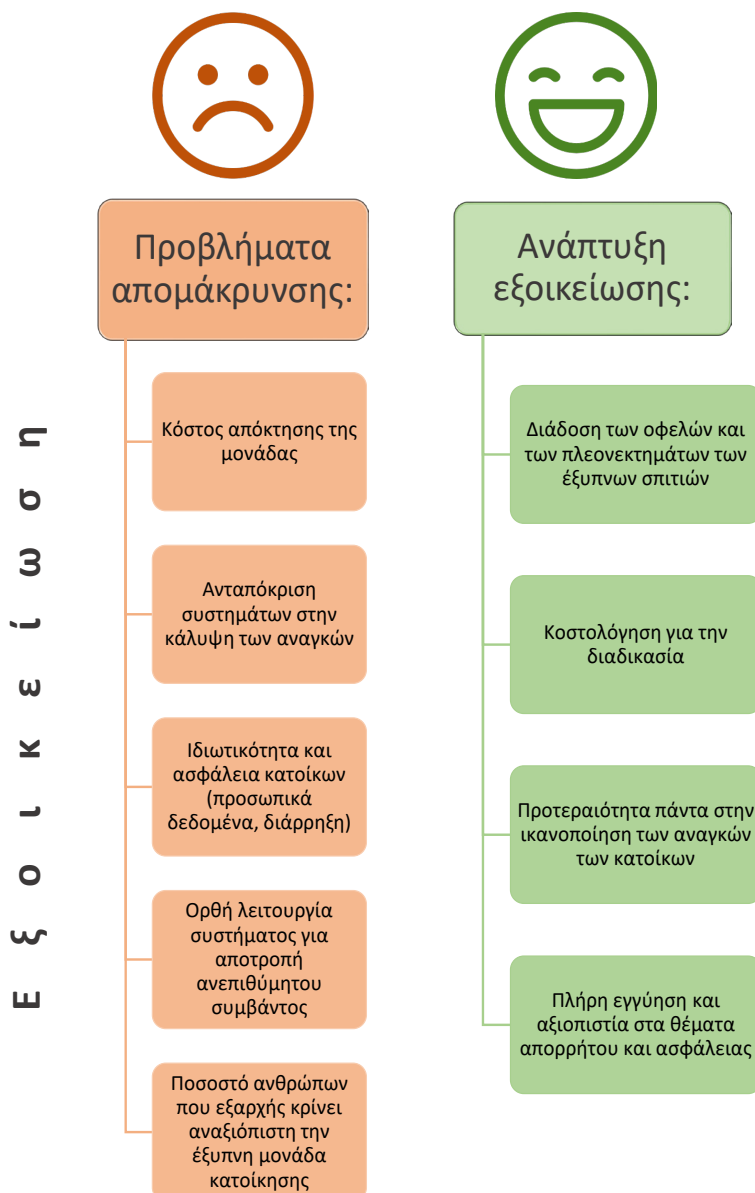 Εξοικείωση
Προβλήματα
απομάκρυνσης:
Κόστος απόκτησης της
μονάδας
Ανταπόκριση
συστημάτων στην
κάλυψη των αναγκών
Ιδιωτικότητα και
ασφάλεια κατοίκων
(προσωπικά
δεδομένα, διάρρηξη)
Ορθή λειτουργία
συστήματος για
αποτροπή
ανεπιθύμητου
συμβάντος
Ποσοστό ανθρώπων
που εξαρχής κρίνει
αναξιόπιστη την
έξυπνη μονάδα
κατοίκησης
Ανάπτυξη
εξοικείωσης:
Διάδοση των οφελών και
των πλεονεκτημάτων των
έξυπνων σπιτιών
Κοστολόγηση για την
διαδικασία
Προτεραιότητα πάντα στην
ικανοποίηση των αναγκών
των κατοίκων
Πλήρη εγγύηση και
αξιοπιστία στα θέματα
απορρήτου και ασφάλειας